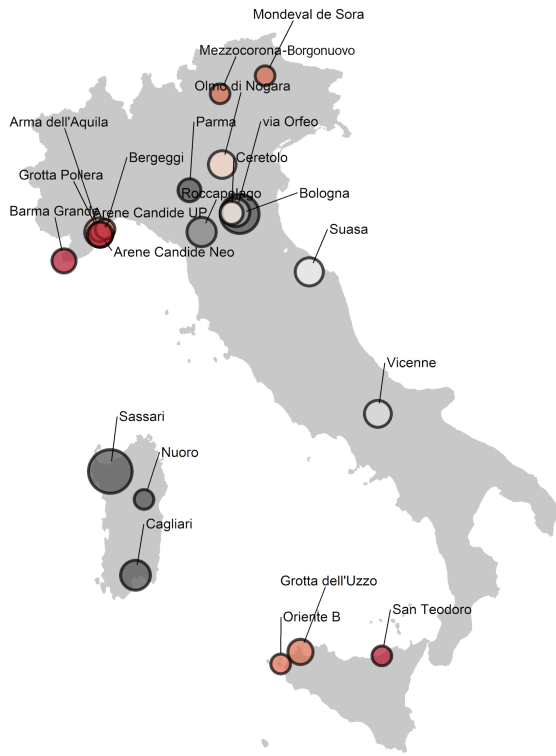 Mondeval de Sora
Mezzocorona-Borgonuovo
Olmo di Nogara
Arma dell'Aquila
Parma
via Orfeo
Bergeggi
Ceretolo
Grotta Pollera
Roccapelago
Bologna
Barma Grande
Arene Candide UP
Suasa
Arene Candide Neo
Vicenne
Sassari
Nuoro
Cagliari
Grotta dell'Uzzo
Oriente B
San Teodoro